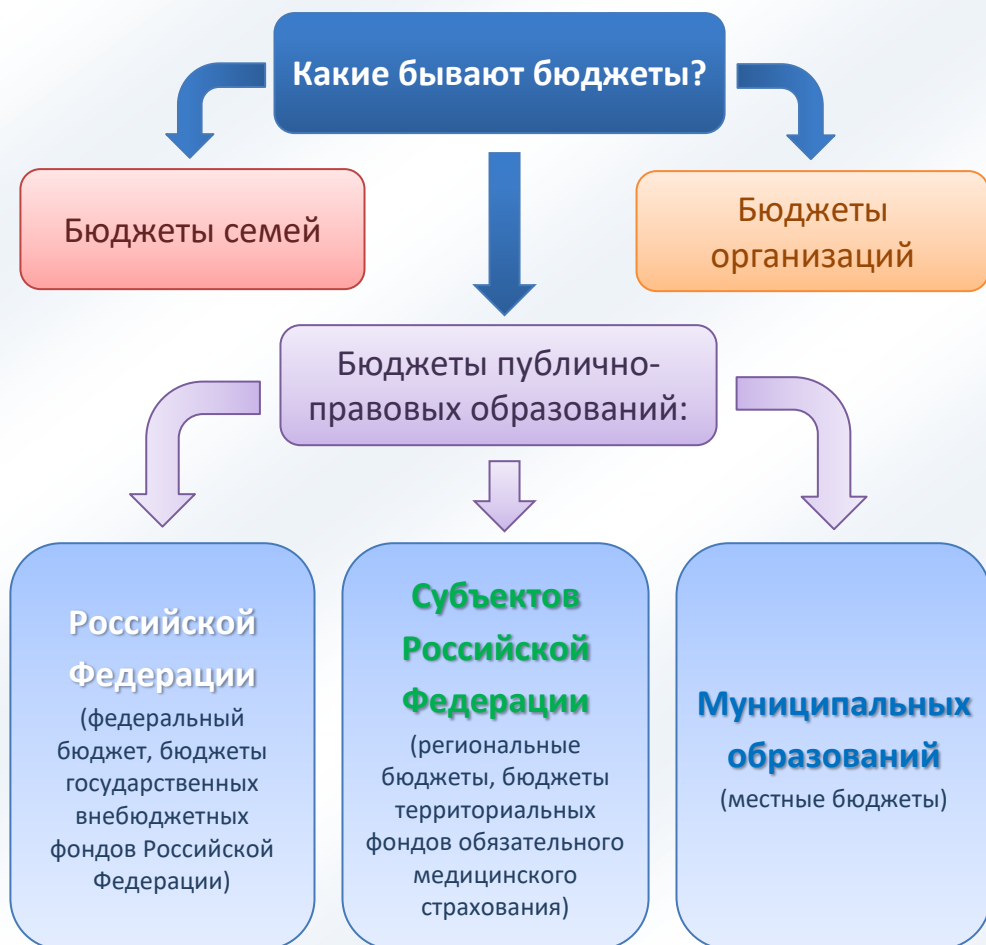 Какие бывают бюджеты?
Бюджеты семей
Бюджеты
организаций
Бюджеты публично-
правовых образований:
Российской
Федерации
(федеральный
бюджет, бюджеты
государственных
внебюджетных
фондов Российской
Федерации)
Субъектов
Российской
Федерации
(региональные
бюджеты, бюджеты
территориальных
фондов обязательного
медицинского
страхования)
Муниципальных
образований
(местные бюджеты)